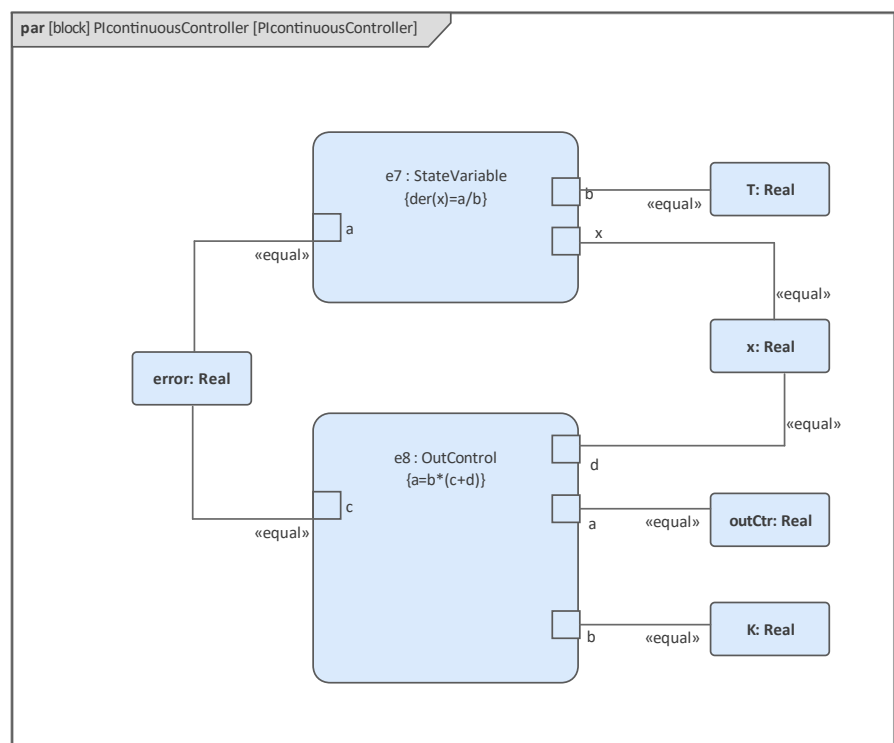 par [block] PIcontinuousController [PIcontinuousController]
e7 : StateVariable
{der(x)=a/b}
b
«equal»
T: Real
a
x
«equal»
«equal»
x: Real
error: Real
«equal»
e8 : OutControl
{a=b*(c+d)}
d
c
a
«equal»
outCtr: Real
«equal»
b
«equal»
K: Real